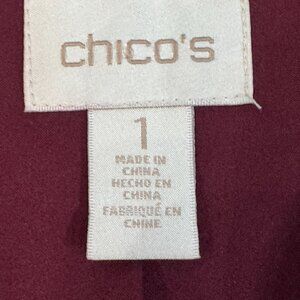 chico's
1
MADE IN
CHINA
HECHO EN
CHINA
FABRIQUÉ EN
CHINE